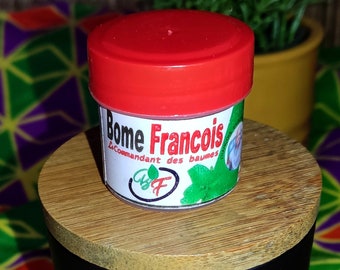 Bome Francois
Le Commandant des baumes
BF